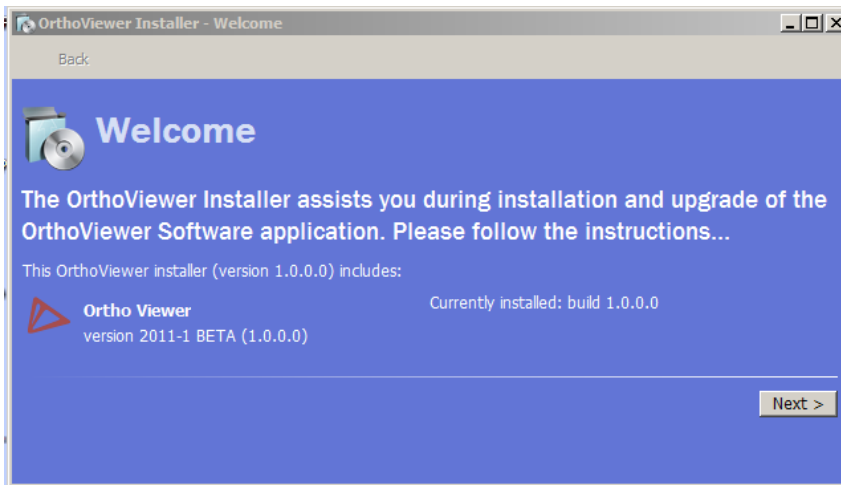 OrthoViewer Installer - Welcome
Back
Welcome
The OrthoViewer Installer assists you during installation and upgrade of the
OrthoViewer Software application. Please follow the instructions...
This OrthoViewer installer (version 1.0.0.0) includes:
Ortho Viewer
Currently installed: build 1.0.0.0
version 2011-1 BETA (1.0.0.0)
Next >